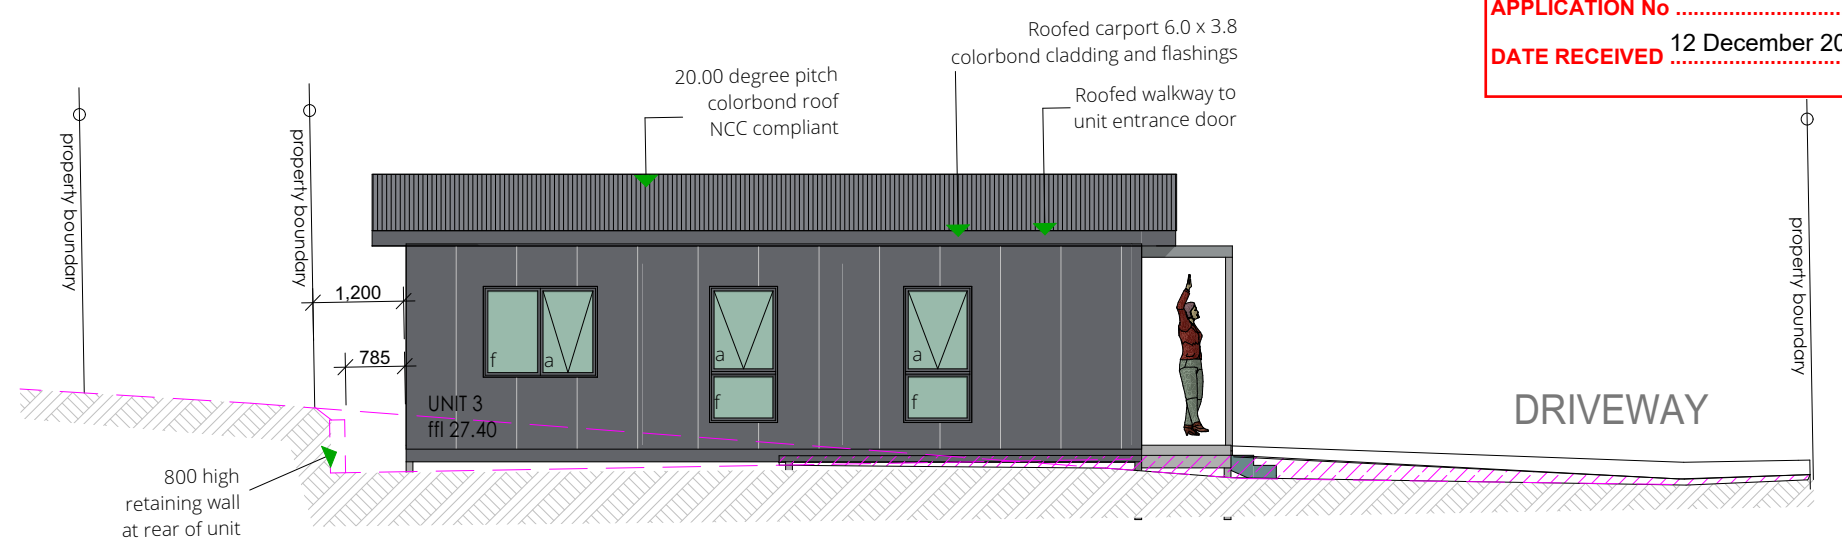 APPLICATION No ............................
DATE RECEIVED 12 December 20
Roofed carport 6.0 x 3.8
colorbond cladding and flashings
20.00 degree pitch
colorbond roof
NCC compliant
Roofed walkway to
unit entrance door
property boundary
property boundary
property boundary
1,200
785
f
a
a
f
a
f
UNIT 3
ffl 27.40
DRIVEWAY
800 high
retaining wall
at rear of unit